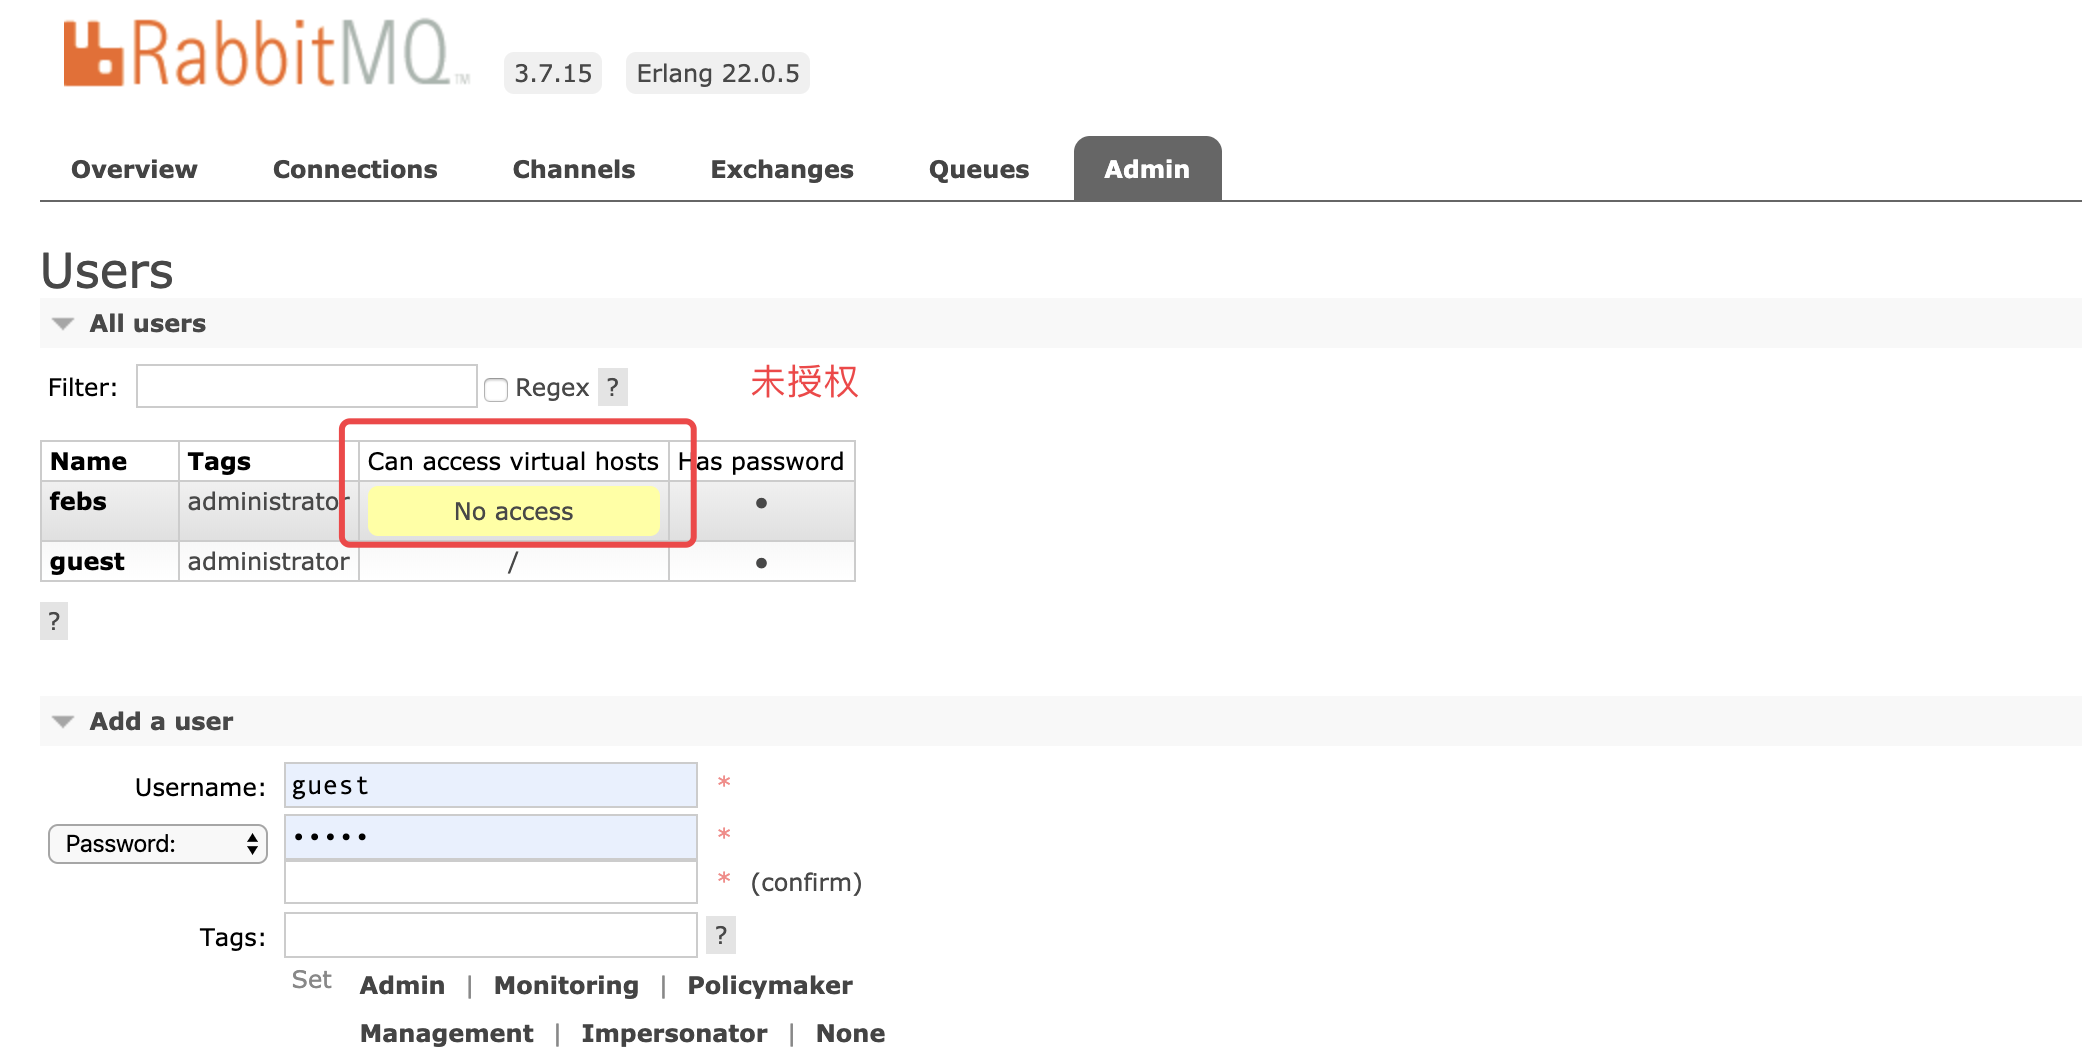 RabbitMQ TM 3.7.15 Erlang 22.0.5
Overview Connections Channels Exchanges Queues Admin
Users
All users
Filter: Regex ? 未授权
Name Tags Can access virtual hosts Has password
febs administrator No access •
guest administrator / •
?
Add a user
Username: guest *
Password: ••••• *
* (confirm)
Tags: ?
Set Admin | Monitoring | Policymaker
Management | Impersonator | None